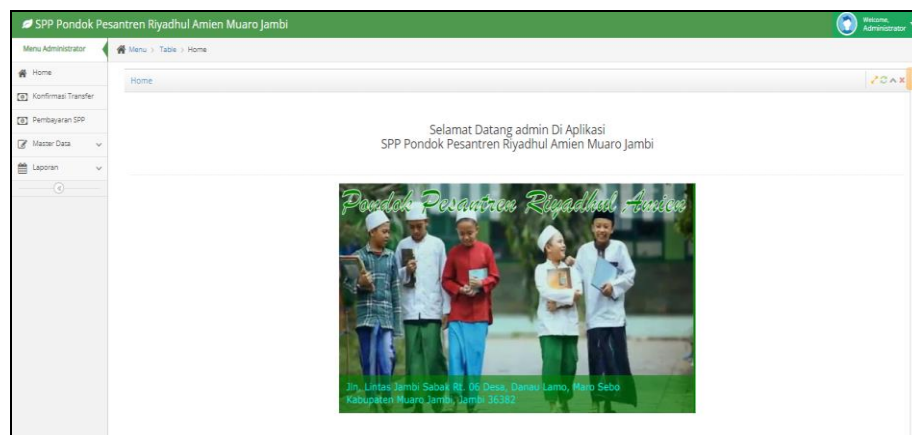 SPP Pondok Pesantren Riyadhul Amien Muaro Jambi
Welcome,
Administrator
Menu Administrator
Menu > Table > Home
Home
Home
Konfirmasi Transfer
Pembayaran SPP
Master Data
Laporan
Selamat Datang admin Di Aplikasi
SPP Pondok Pesantren Riyadhul Amien Muaro Jambi
Pondok Pesantren Riyadhul Amien
Jln. Lintas Jambi Sabak Rt. 06 Desa, Danau Lamo, Maro Sebo
Kabupaten Muaro Jambi, Jambi 36382